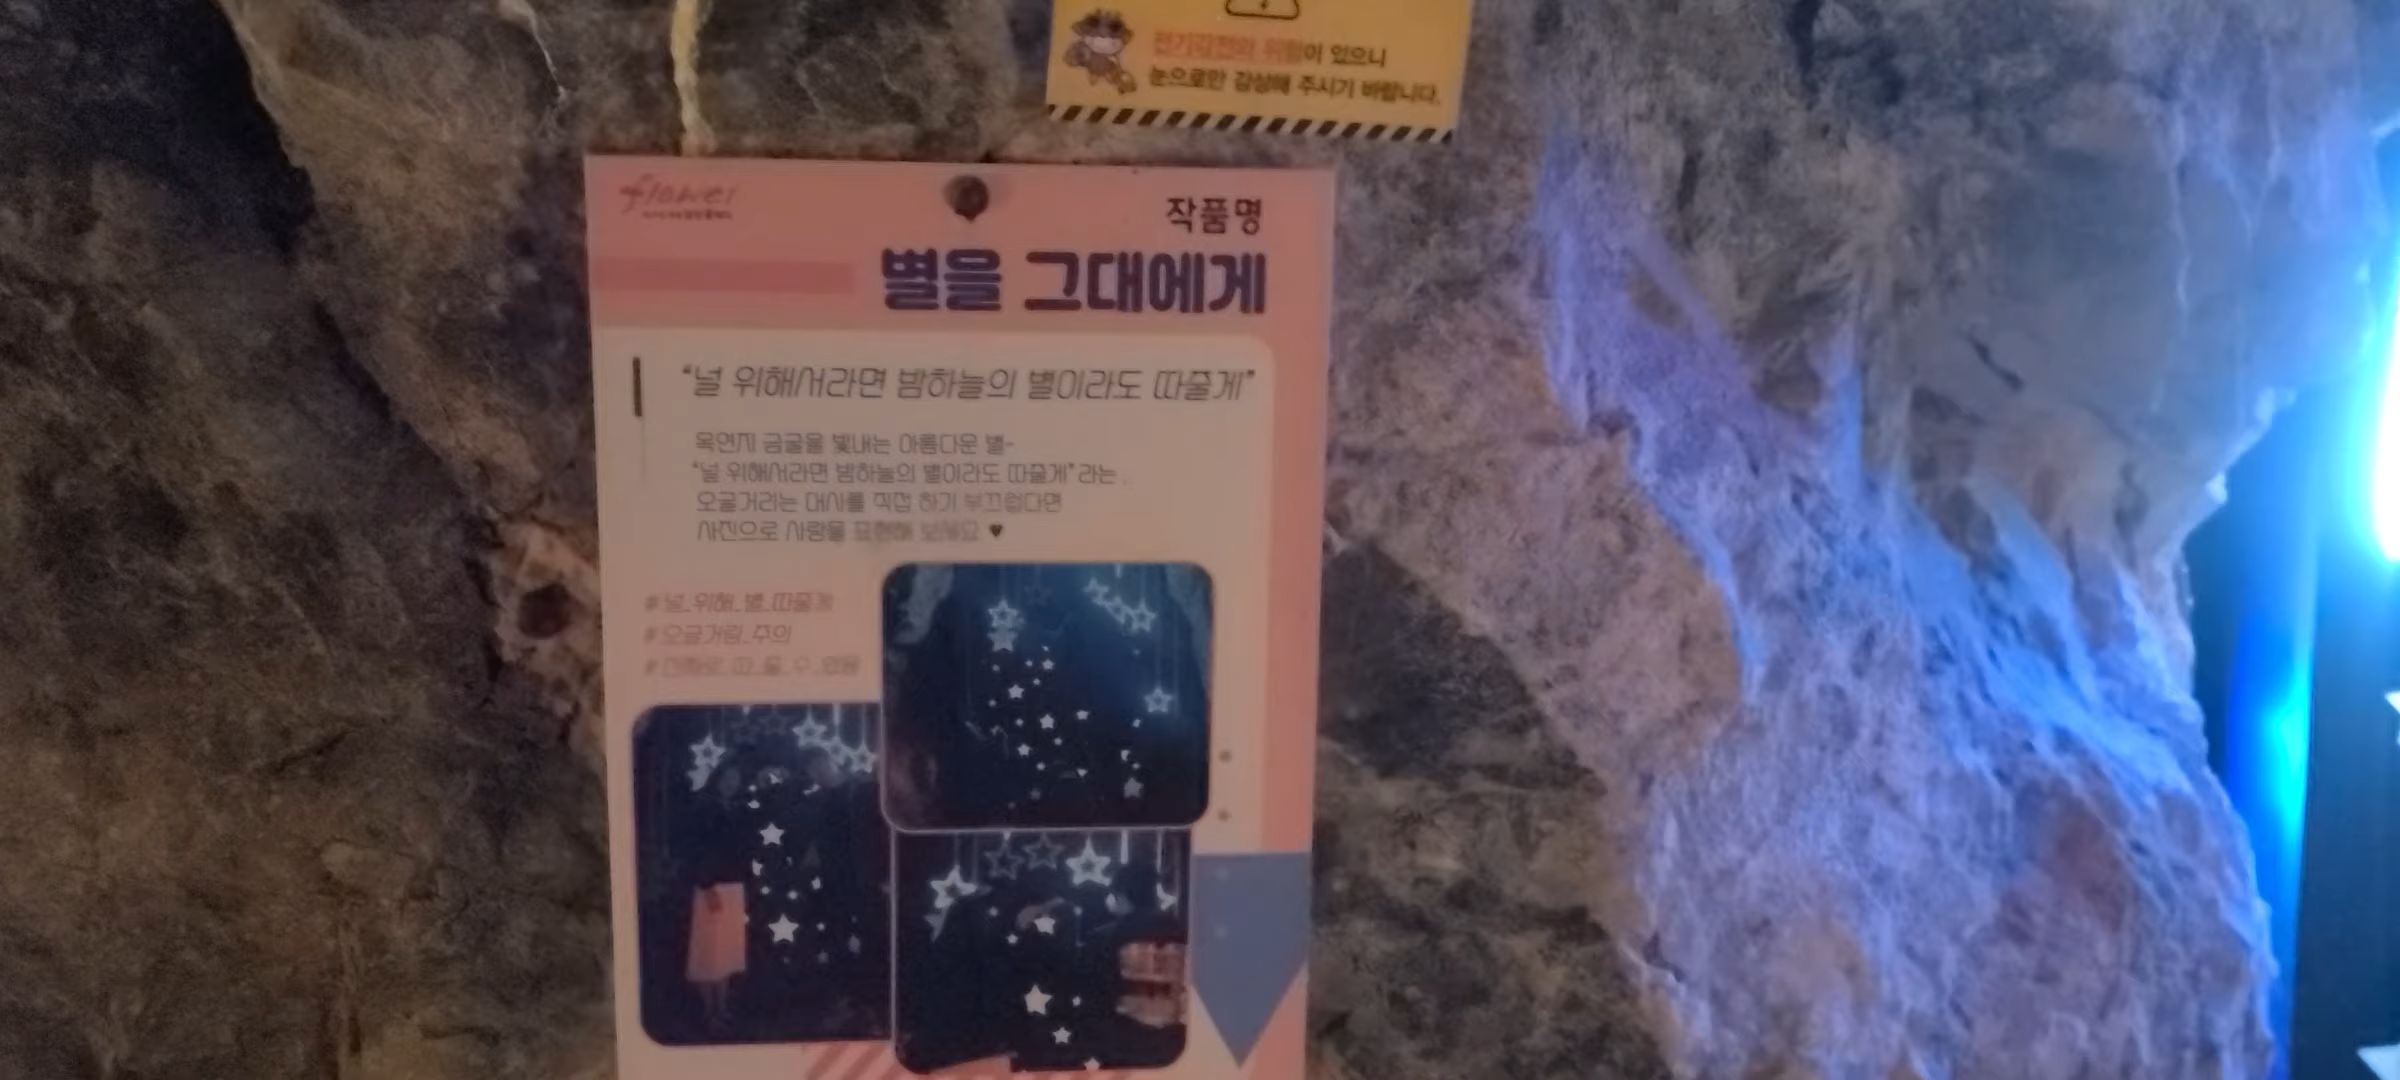 이 있으니
눈으로만 감상해 주시기 바랍니다.
flower
작품명
별을 그대에게
"널 위해서라면 밤하늘의 별이라도 따줄게"
옥연지 금굴을 빛내는 아름다운 별~
"널 위해서라면 밤하늘의 별이라도 따줄게" 라는
오글거리는 대사를 직접 하기 부끄럽다면
사진으로 사랑을 표현해 보세요 ♥
#널_위해_별_따줄게
#오글거림_주의